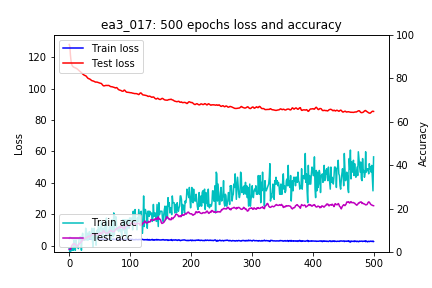 ea3_017: 500 epochs loss and accuracy
Train loss
Test loss
Train acc
Test acc
Loss
120
100
80
60
40
20
0
Accuracy
100
80
60
40
20
0
0
100
200
300
400
500